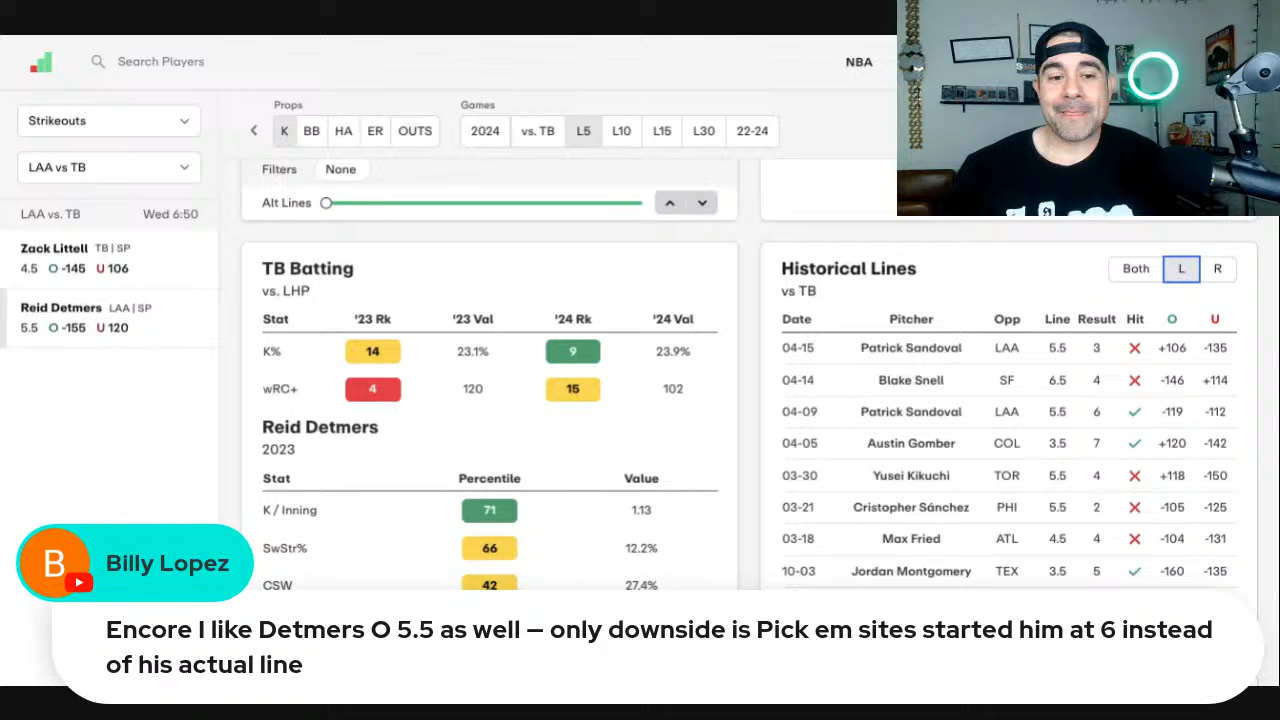 Search Players
NBA
Strikeouts
LAA vs TB
LAA vs. TB Wed 6:50
Zack Littell TB | SP
4.5 O -145 U 106
Reid Detmers LAA | SP
5.5 O -155 U 120
Props
K BB HA ER OUTS
Games
2024 vs. TB L5 L10 L15 L30 22-24
Filters None
Alt Lines
TB Batting
vs. LHP
Stat '23 Rk '23 Val '24 Rk '24 Val
K% 14 23.1% 9 23.9%
wRC+ 4 120 15 102
Reid Detmers
2023
Stat Percentile Value
K / Inning 71 1.13
SwStr% 66 12.2%
CSW 42 27.4%
Historical Lines
Both L R
vs TB
Date Pitcher Opp Line Result Hit O U
04-15 Patrick Sandoval LAA 5.5 3 +106 -135
04-14 Blake Snell SF 6.5 4 -146 +114
04-09 Patrick Sandoval LAA 5.5 6 -119 -112
04-05 Austin Gomber COL 3.5 7 +120 -142
03-30 Yusei Kikuchi TOR 5.5 4 +118 -150
03-21 Cristopher Sánchez PHI 5.5 2 -105 -125
03-18 Max Fried ATL 4.5 4 -104 -131
10-03 Jordan Montgomery TEX 3.5 5 -160 -135
B
Billy Lopez
Encore I like Detmers O 5.5 as well — only downside is Pick em sites started him at 6 instead
of his actual line